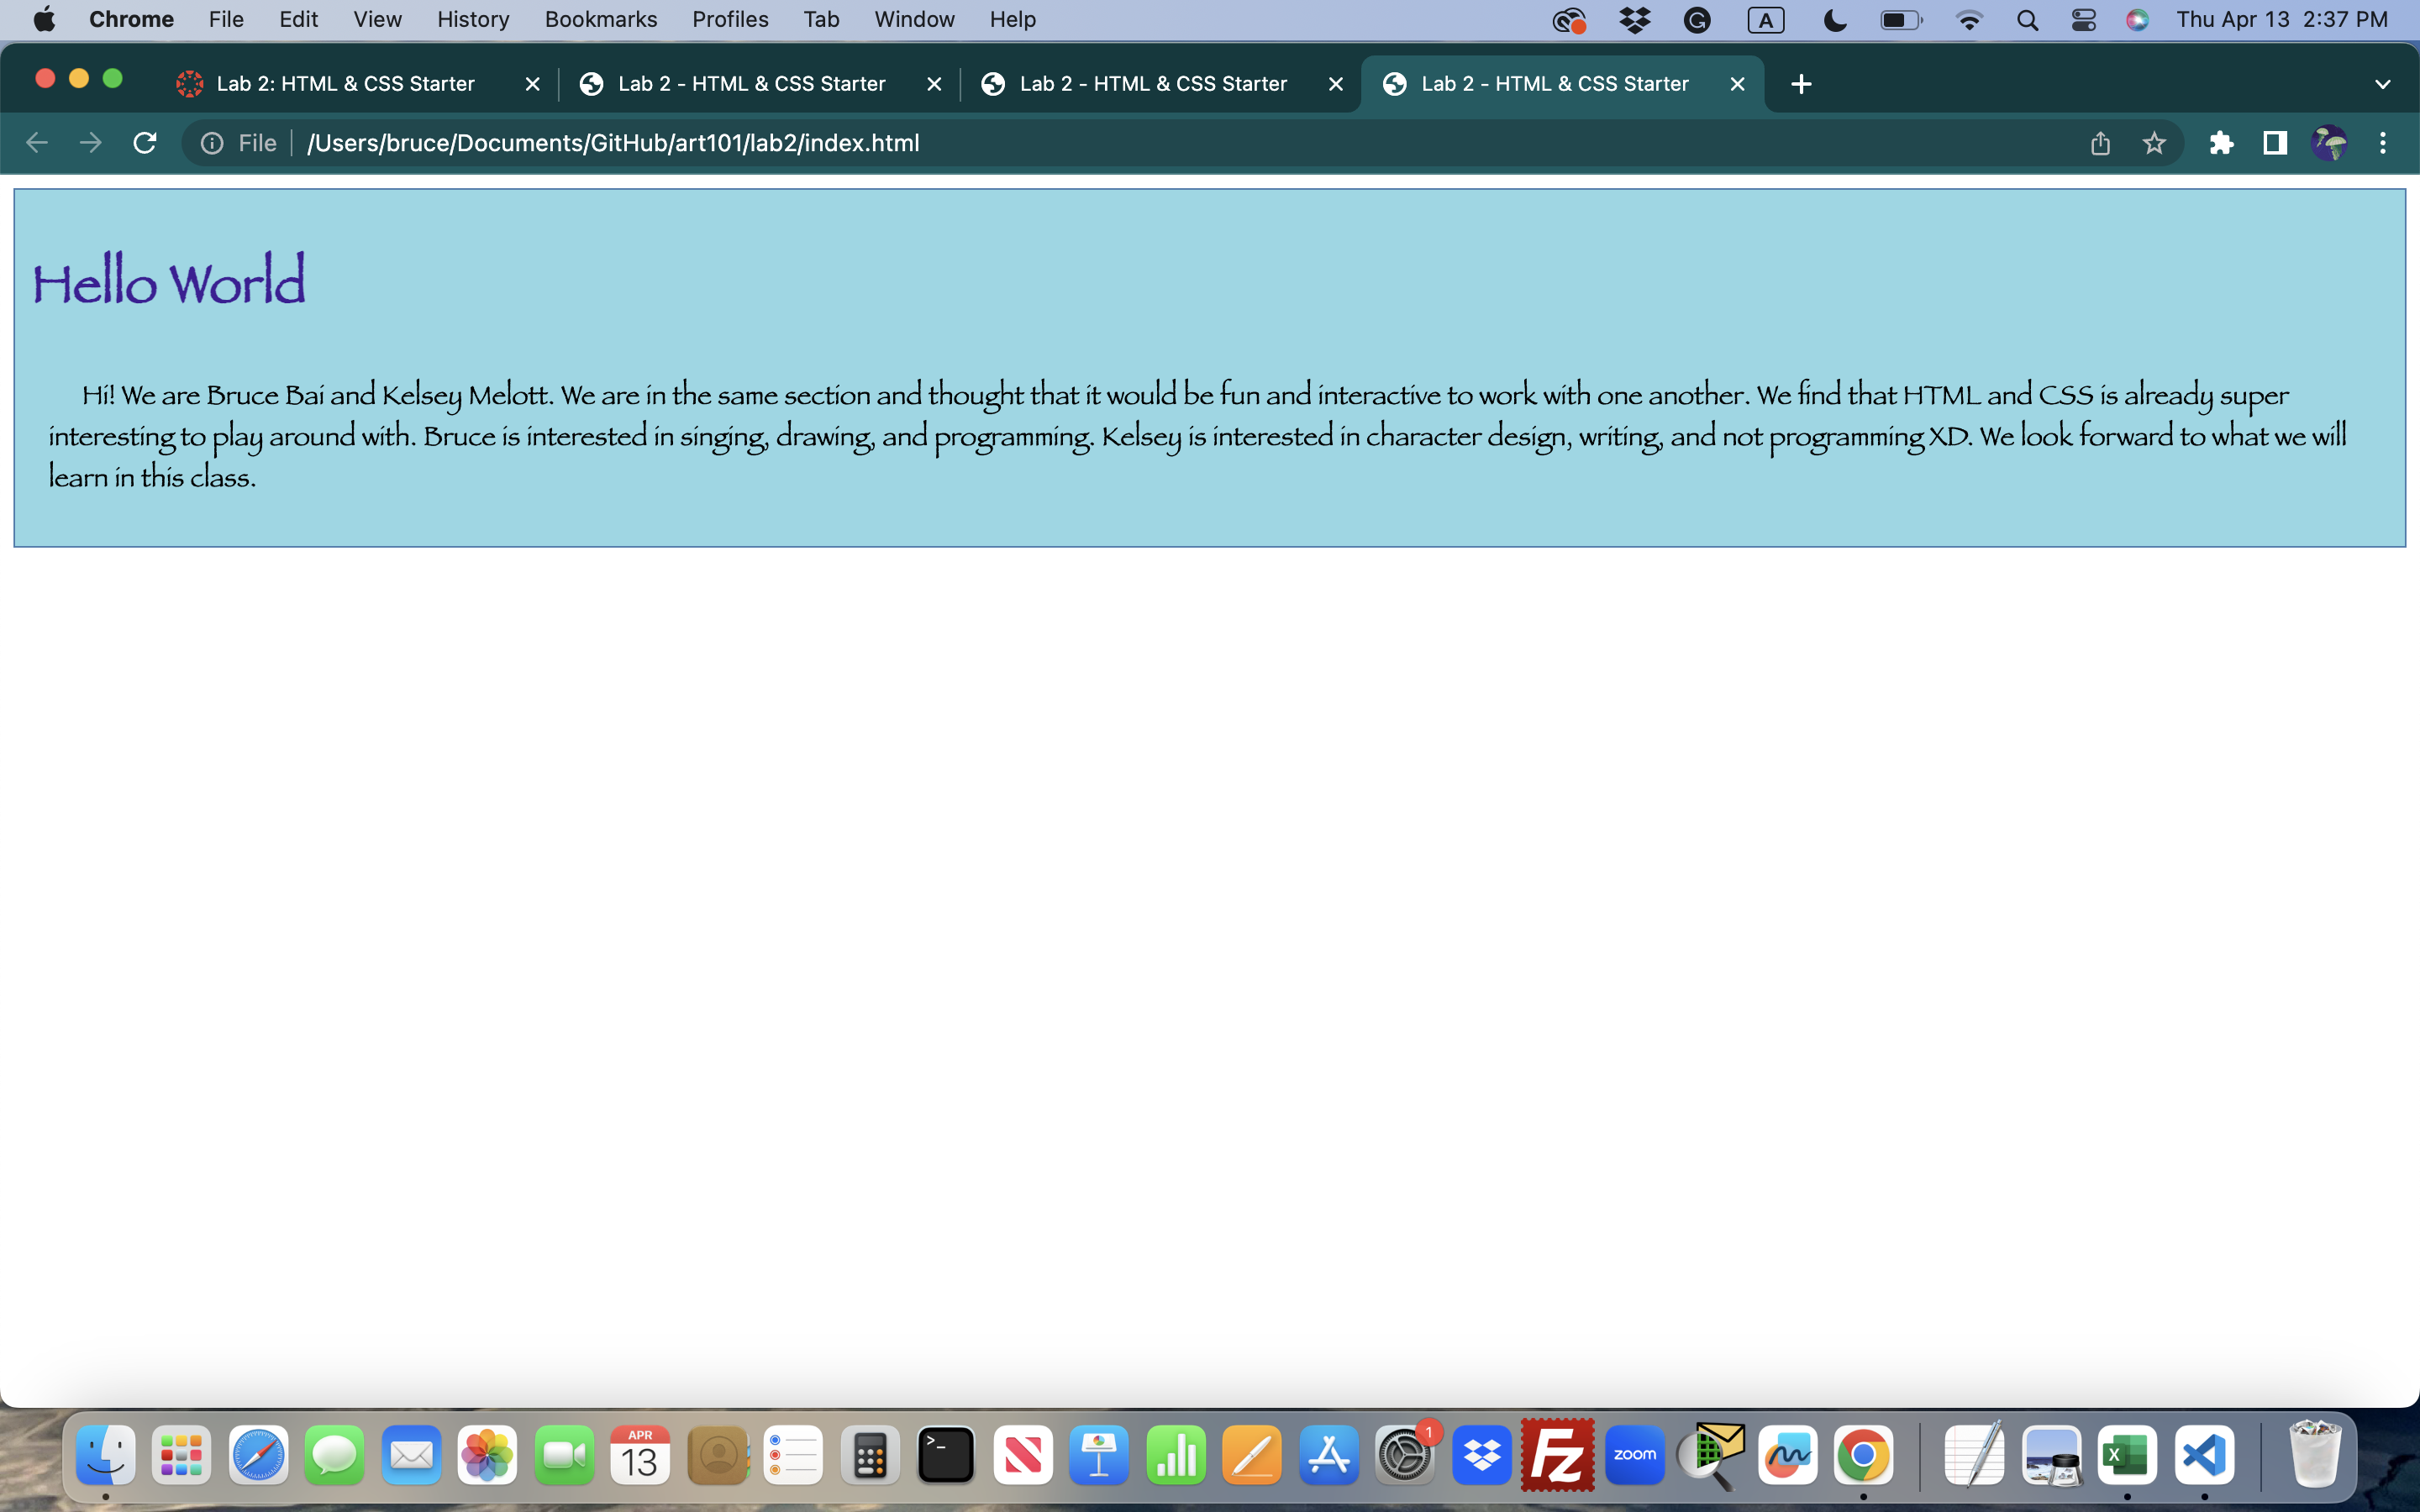 Chrome File Edit View History Bookmarks Profiles Tab Window Help A Thu Apr 13 2:37 PM
Lab 2: HTML & CSS Starter Lab 2 - HTML & CSS Starter Lab 2 - HTML & CSS Starter Lab 2 - HTML & CSS Starter
File /Users/bruce/Documents/GitHub/art101/lab2/index.html
Hello World
Hi! We are Bruce Bai and Kelsey Melott. We are in the same section and thought that it would be fun and interactive to work with one another. We find that HTML and CSS is already super
interesting to play around with. Bruce is interested in singing, drawing, and programming. Kelsey is interested in character design, writing, and not programming XD. We look forward to what we will
learn in this class.
APR
13
>_
1
Fz
zoom
X